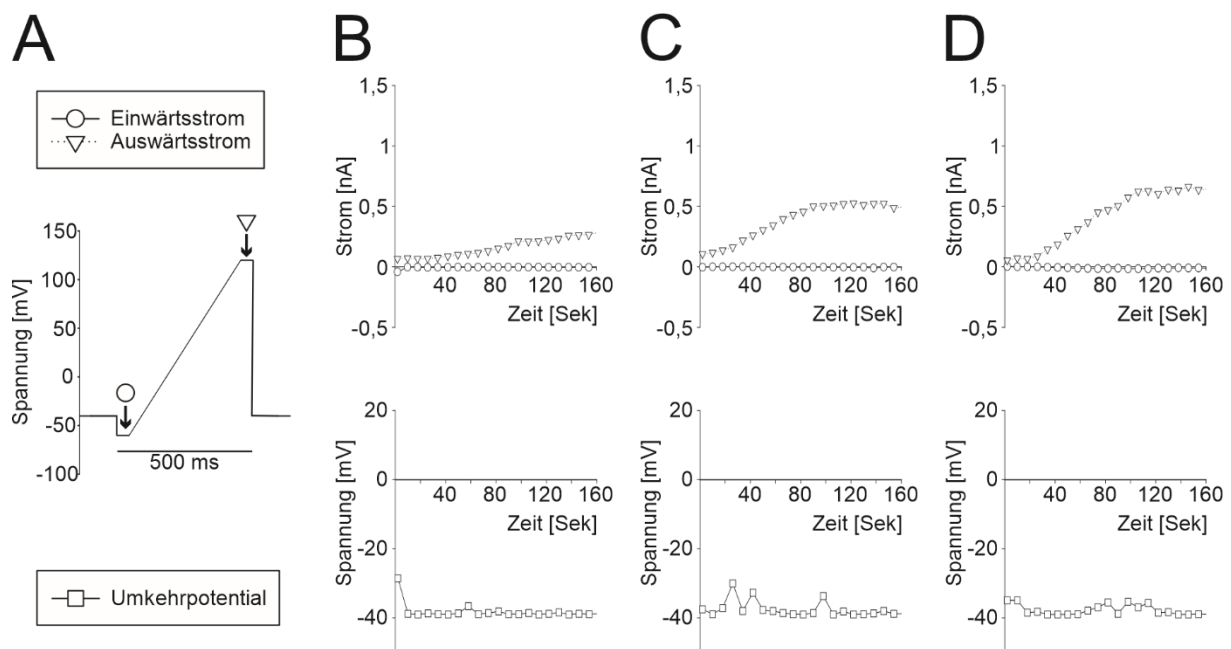 A
Einwärtsstrom
Auswärtsstrom
Spannung [mV]
150
100
50
0
-50
-100
500 ms
Umkehrpotential
B
Strom [nA]
1,5
1
0,5
0
-0,5
40 80 120 160
Zeit [Sek]
Spannung [mV]
20
0
-20
-40
40 80 120 160
Zeit [Sek]
C
Strom [nA]
1,5
1
0,5
0
-0,5
40 80 120 160
Zeit [Sek]
Spannung [mV]
20
0
-20
-40
40 80 120 160
Zeit [Sek]
D
Strom [nA]
1,5
1
0,5
0
-0,5
40 80 120 160
Zeit [Sek]
Spannung [mV]
20
0
-20
-40
40 80 120 160
Zeit [Sek]